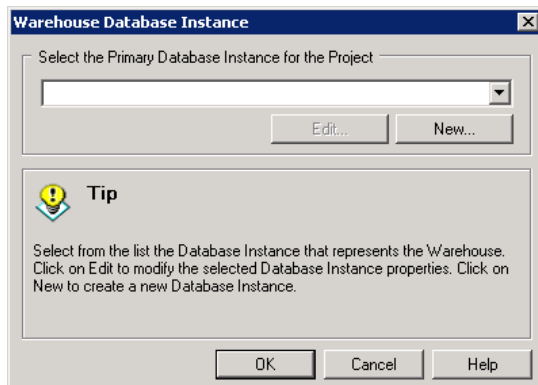 Warehouse Database Instance
Select the Primary Database Instance for the Project
Edit... New...
Tip
Select from the list the Database Instance that represents the Warehouse.
Click on Edit to modify the selected Database Instance properties. Click on
New to create a new Database Instance.
OK Cancel Help